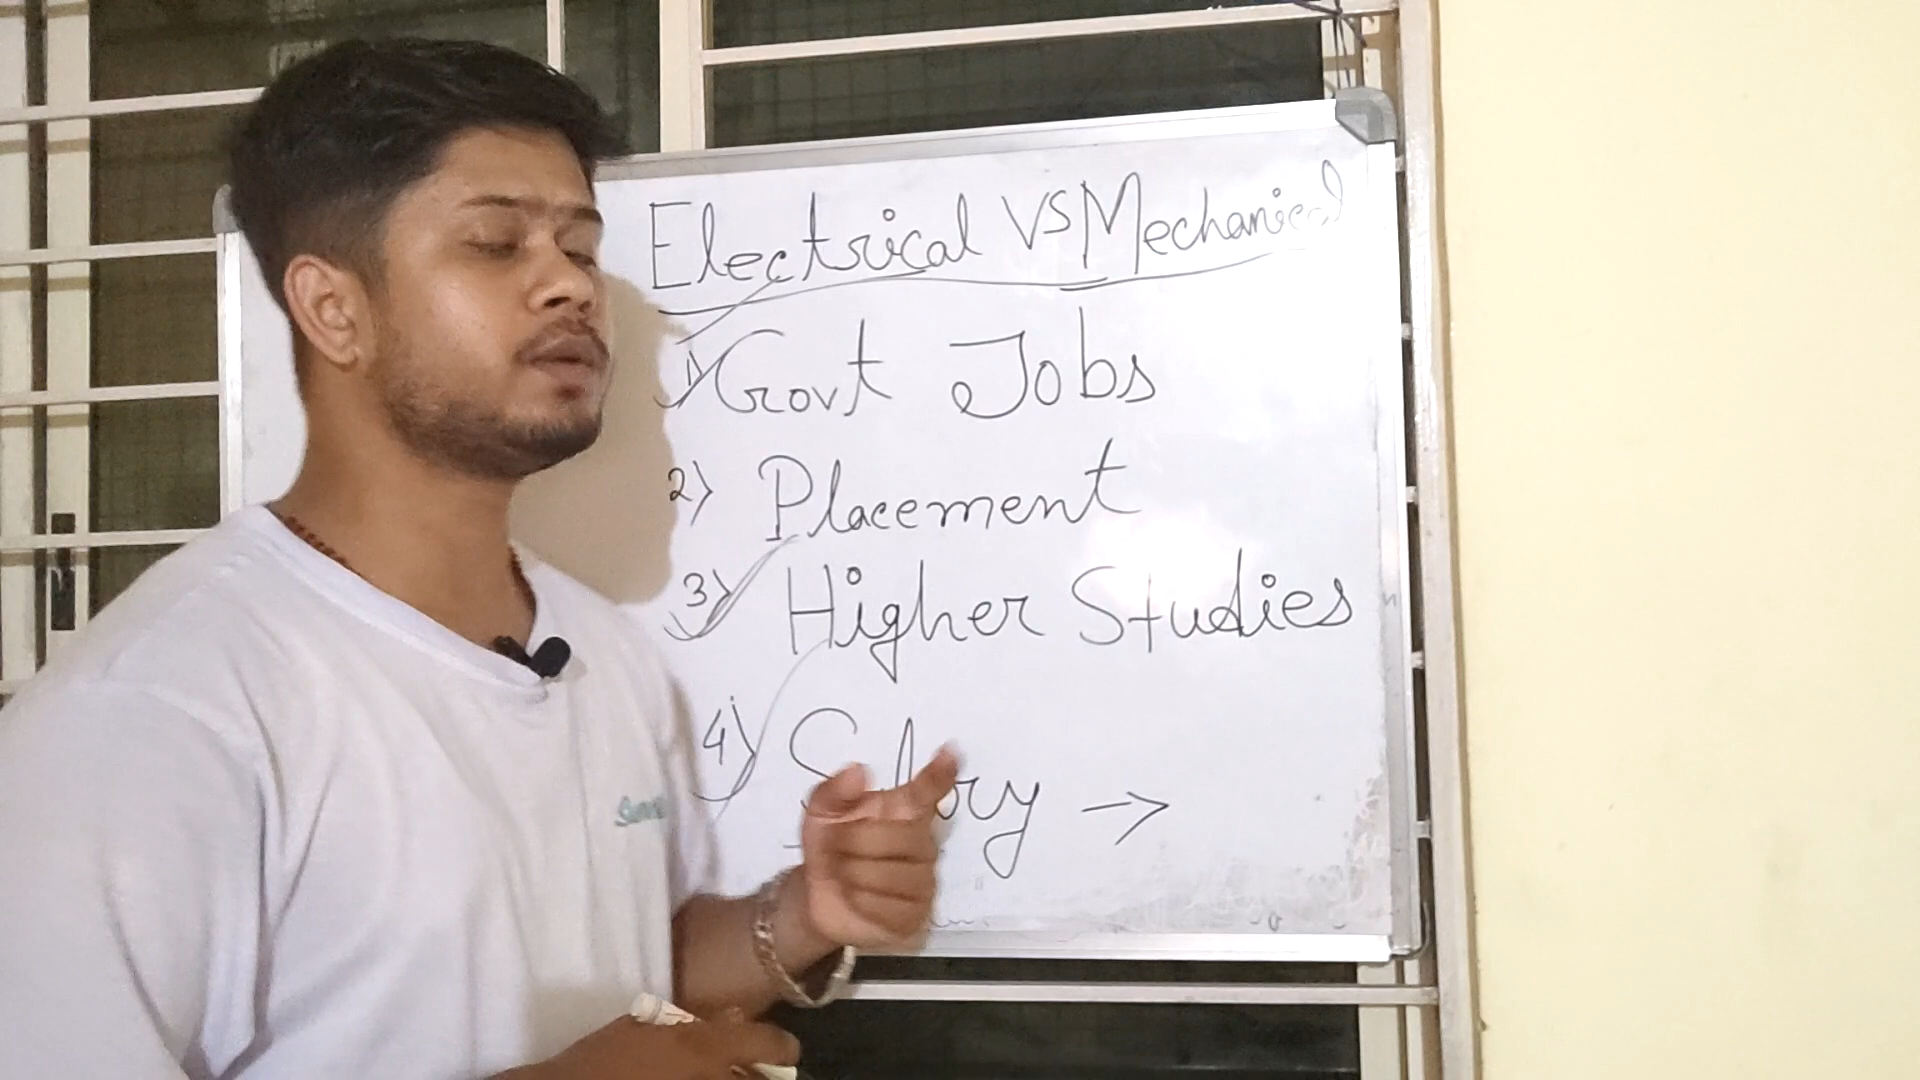 Electrical VS Mechanical
1) Govt Jobs
2) Placement
3) Higher Studies
4) Salary →